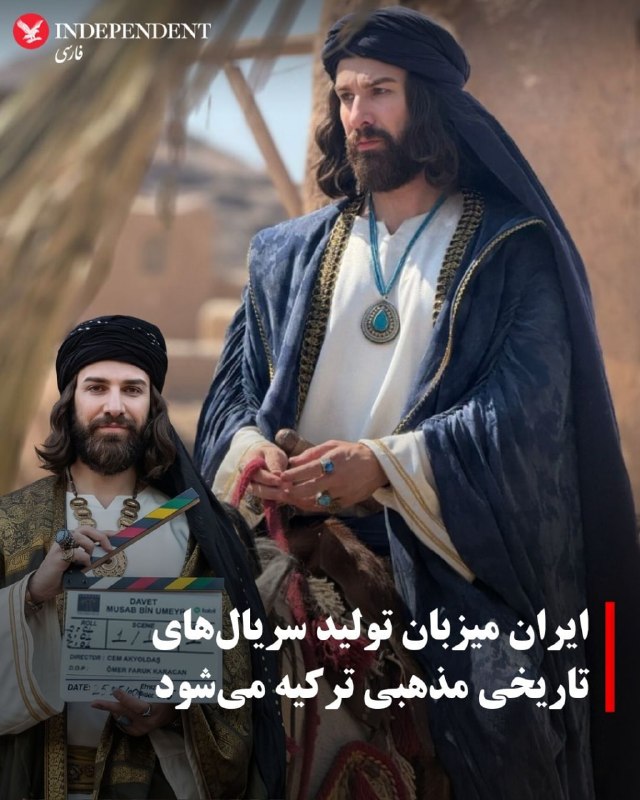 INDEPENDENT
فارسی
DAVET
MUSAB BİN UMEYR
ROLL
SCENE
DIRECTOR: CEM AKYOLDAŞ
D.O.P.: ÖMER FARUK KARACAN
DATE:
ایران میزبان تولید سریال‌های
تاریخی مذهبی ترکیه می‌شود